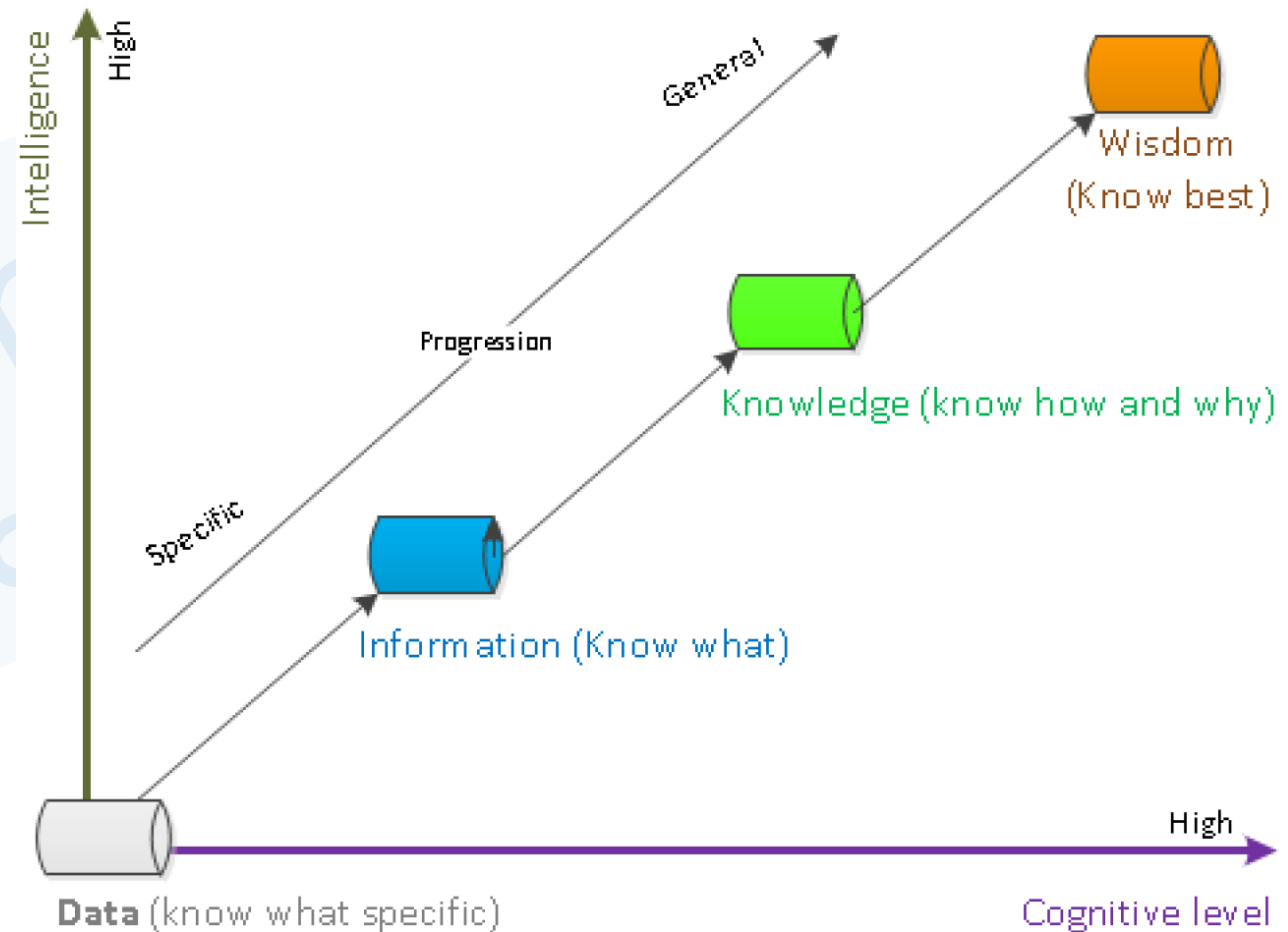 Intelligence
High
General
Wisdom
(Know best)
Progression
Knowledge (know how and why)
Specific
Information (Know what)
High
Data (know what specific)
Cognitive level